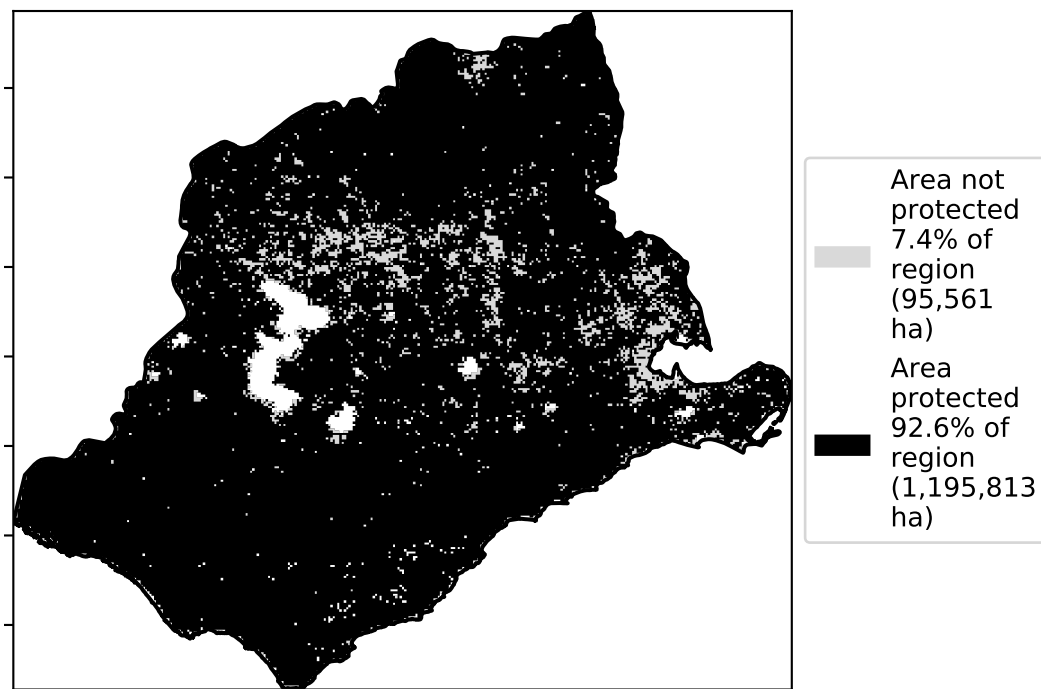 Area not
protected
7.4% of
region
(95,561
ha)
Area
protected
92.6% of
region
(1,195,813
ha)